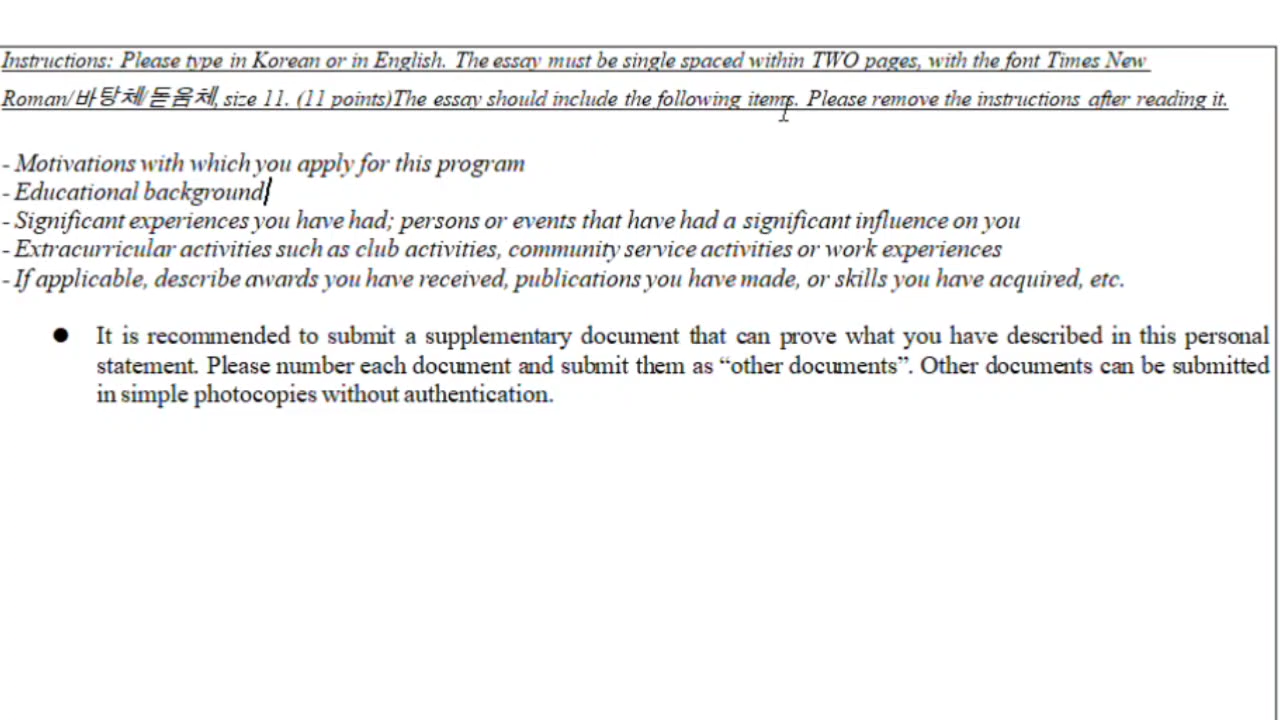 Instructions: Please type in Korean or in English. The essay must be single spaced within TWO pages, with the font Times New
Roman/바탕체/돋움체, size 11. (11 points)The essay should include the following items. Please remove the instructions after reading it.
- Motivations with which you apply for this program
- Educational background
- Significant experiences you have had; persons or events that have had a significant influence on you
- Extracurricular activities such as club activities, community service activities or work experiences
- If applicable, describe awards you have received, publications you have made, or skills you have acquired, etc.
● It is recommended to submit a supplementary document that can prove what you have described in this personal
statement. Please number each document and submit them as “other documents”. Other documents can be submitted
in simple photocopies without authentication.